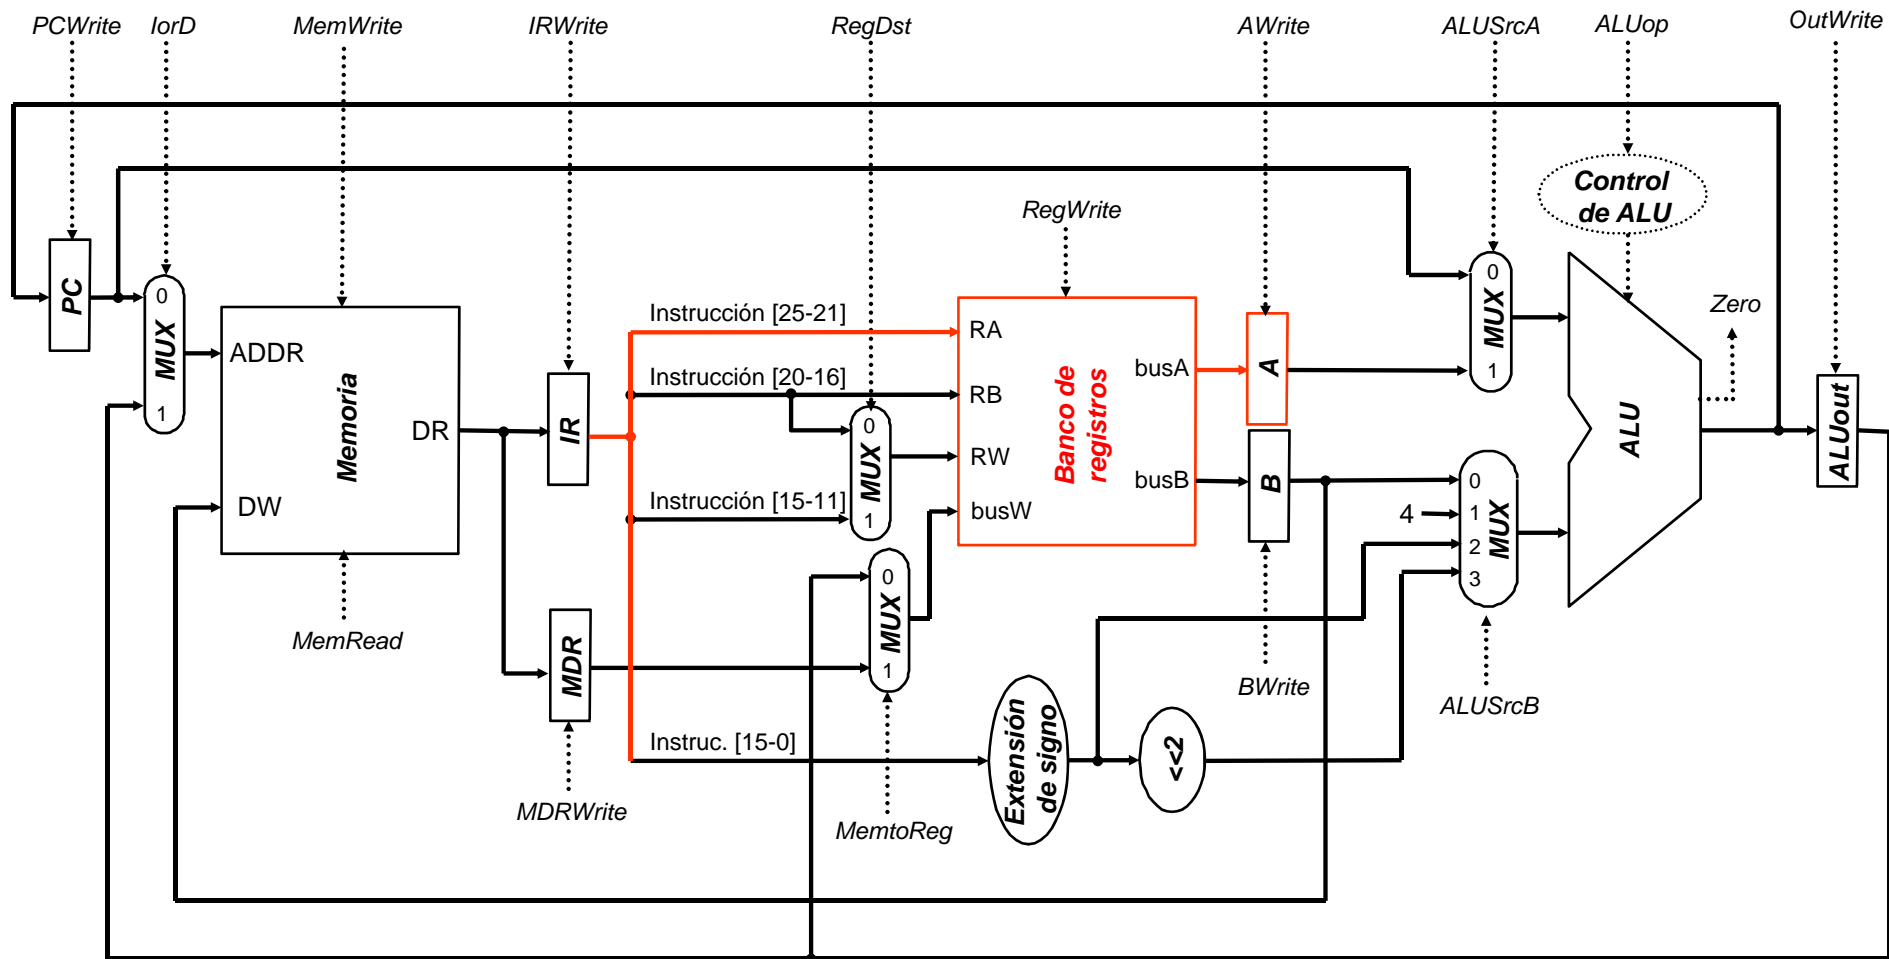 PCWrite
IorD
MemWrite
IRWrite
RegDst
AWrite
ALUSrcA
ALUop
OutWrite
Control
de ALU
RegWrite
Zero
PC
0
MUX
1
ADDR
Memoria
DR
DW
MemRead
IR
MDR
MDRWrite
Instrucción [25-21]
Instrucción [20-16]
Instrucción [15-11]
Instruc. [15-0]
0
MUX
1
0
MUX
1
MemtoReg
RA
RB
RW
busW
Banco de
registros
busA
busB
A
B
BWrite
Extensión
de signo
<<2
0
MUX
1
4
0
1
2
3
MUX
ALUSrcB
ALU
ALUout